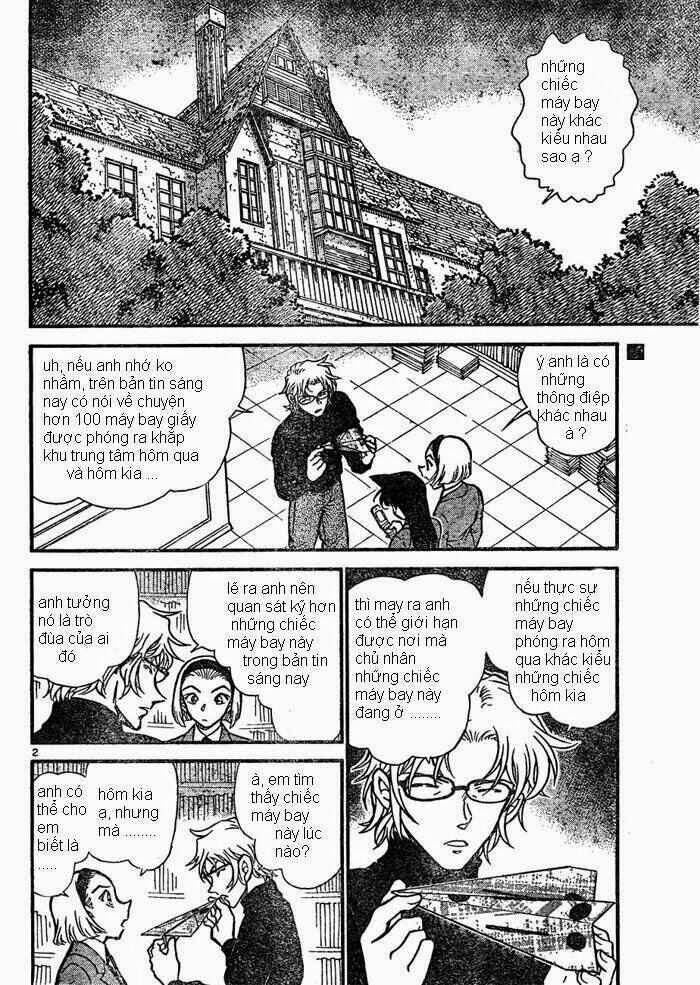 những
chiếc
máy bay
này khác
kiểu nhau
sao ạ ?
ý anh là có
những
thông điệp
khác nhau
à ?
uh, nếu anh nhớ ko
nhầm, trên bản tin sáng
nay có nói về chuyện
hơn 100 máy bay giấy
được phóng ra khắp
khu trung tâm hôm qua
và hôm kia ...
nếu thực sự
những chiếc
máy bay
phóng ra hôm
qua khác kiểu
những chiếc
hôm kia
thì may ra anh
có thể giới hạn
được nơi mà
chủ nhân
những chiếc
máy bay này
đang ở ........
lẽ ra anh nên
quan sát kỹ hơn
những chiếc
máy bay này
trong bản tin
sáng nay
anh tưởng
nó là trò
đùa của ai
đó
2
à, em tìm
thấy chiếc
máy bay
này lúc
nào?
hôm kia
ạ, nhưng
mà ........
anh có
thể cho
em
biết là
.....